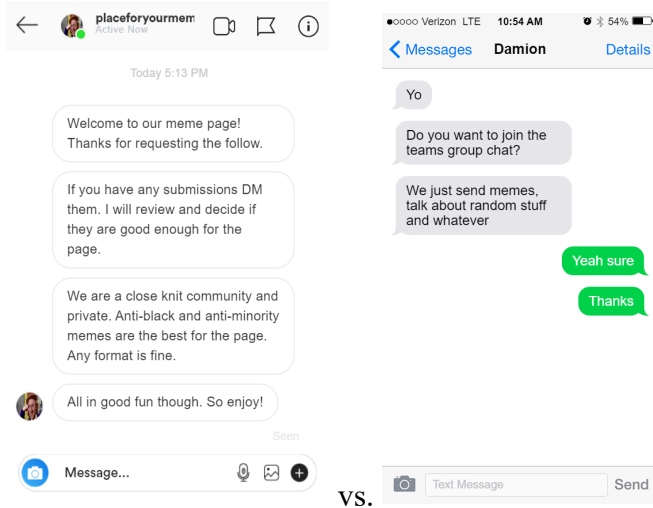 placeforyourmem
Active Now
Today 5:13 PM
Welcome to our meme page!
Thanks for requesting the follow.
If you have any submissions DM
them. I will review and decide if
they are good enough for the
page.
We are a close knit community and
private. Anti-black and anti-minority
memes are the best for the page.
Any format is fine.
All in good fun though. So enjoy!
Seen
Message...
vs.
Verizon LTE 10:54 AM 54%
Messages Damion Details
Yo
Do you want to join the
teams group chat?
We just send memes,
talk about random stuff
and whatever
Yeah sure
Thanks
Text Message Send